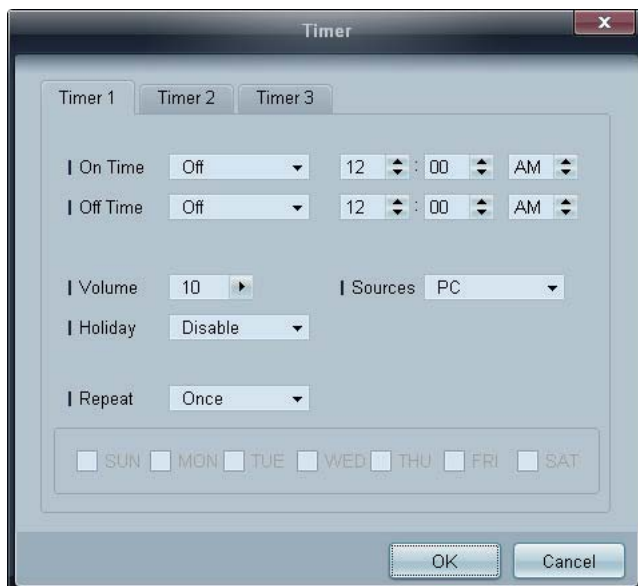 Timer
x
Timer 1 Timer 2 Timer 3
On Time Off 12 : 00 AM
Off Time Off 12 : 00 AM
Volume 10 Sources PC
Holiday Disable
Repeat Once
SUN MON TUE WED THU FRI SAT
OK Cancel